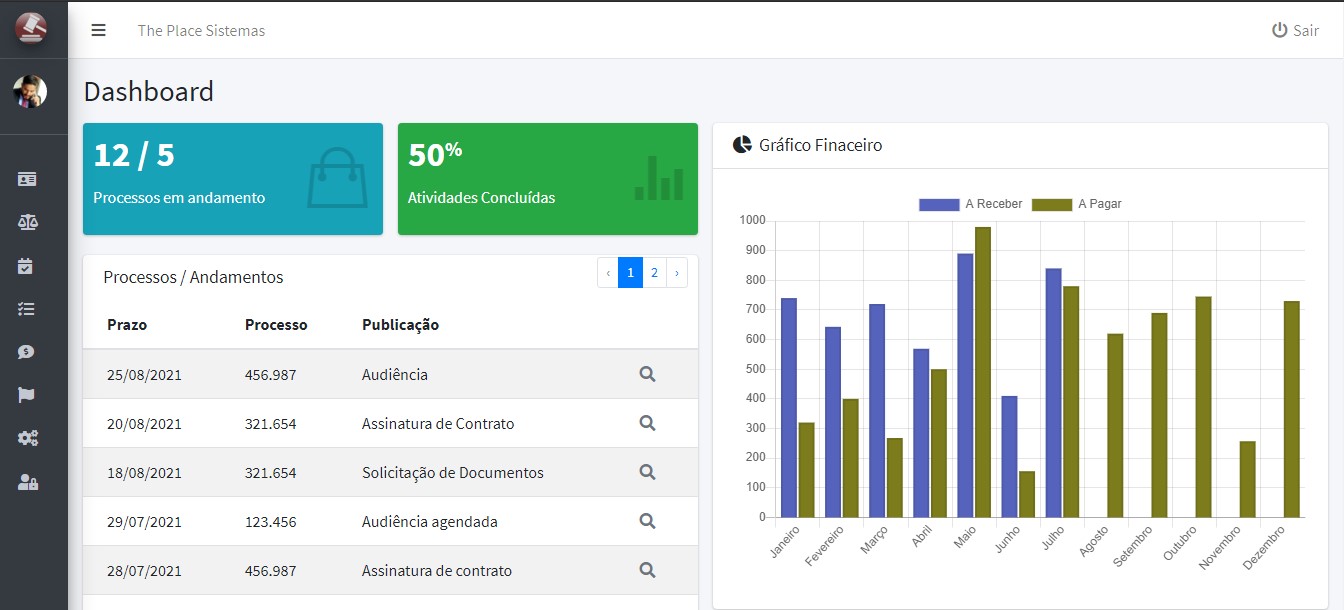 The Place Sistemas
Sair
Dashboard
12 / 5
Processos em andamento
50%
Atividades Concluídas
Processos / Andamentos
‹ 1 2 ›
Prazo Processo Publicação
25/08/2021 456.987 Audiência
20/08/2021 321.654 Assinatura de Contrato
18/08/2021 321.654 Solicitação de Documentos
29/07/2021 123.456 Audiência agendada
28/07/2021 456.987 Assinatura de contrato
Gráfico Finaceiro
A Receber A Pagar
1000
900
800
700
600
500
400
300
200
100
0
Janeiro Fevereiro Março Abril Maio Junho Julho Agosto Setembro Outubro Novembro Dezembro